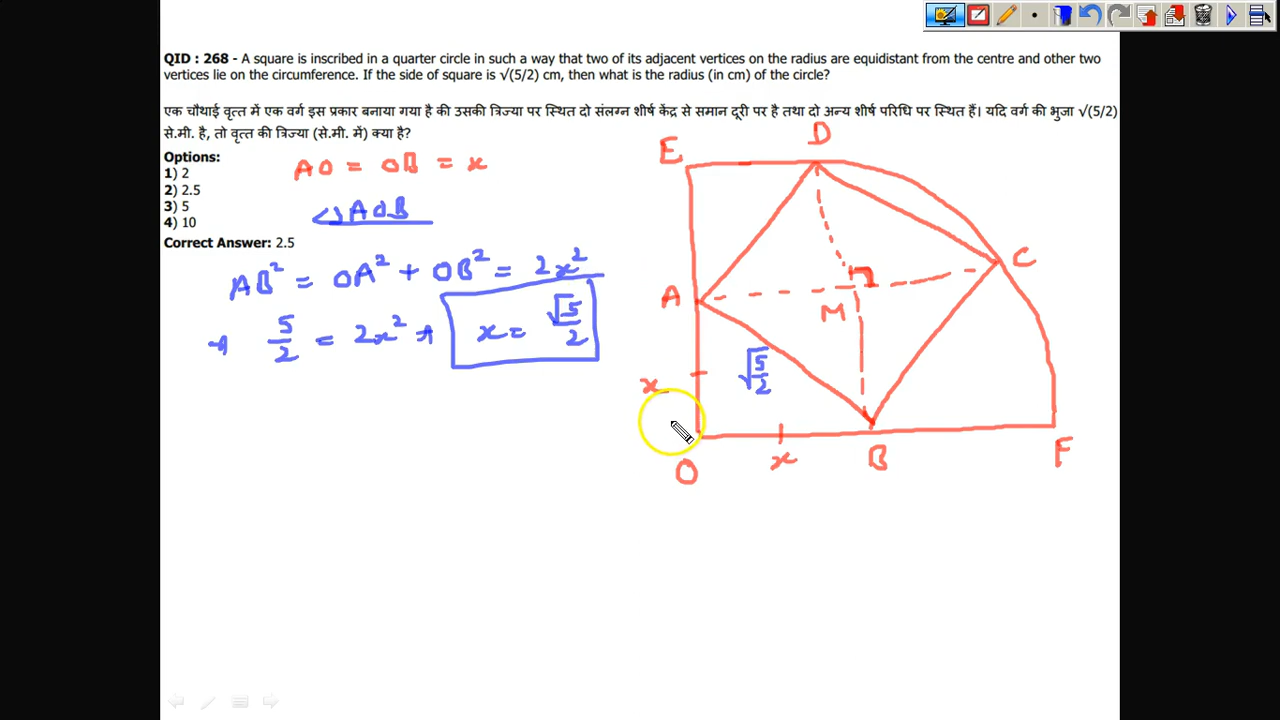 QID : 268 - A square is inscribed in a quarter circle in such a way that two of its adjacent vertices on the radius are equidistant from the centre and other two
vertices lie on the circumference. If the side of square is √(5/2) cm, then what is the radius (in cm) of the circle?
एक चौथाई वृत्त में एक वर्ग इस प्रकार बनाया गया है की उसकी त्रिज्या पर स्थित दो संलग्न शीर्ष केंद्र से समान दूरी पर है तथा दो अन्य शीर्ष परिधि पर स्थित हैं। यदि वर्ग की भुजा √(5/2)
से.मी. है, तो वृत्त की त्रिज्या (से.मी. में) क्या है?
Options:
1) 2
2) 2.5
3) 5
4) 10
Correct Answer: 2.5
AO = OB = x
AOB
AB² = OA² + OB² = 2x²
⇒ 5/2 = 2x² ⇒ x = √5/2
E
D
C
A
M
√5/2
x
O
x
B
F